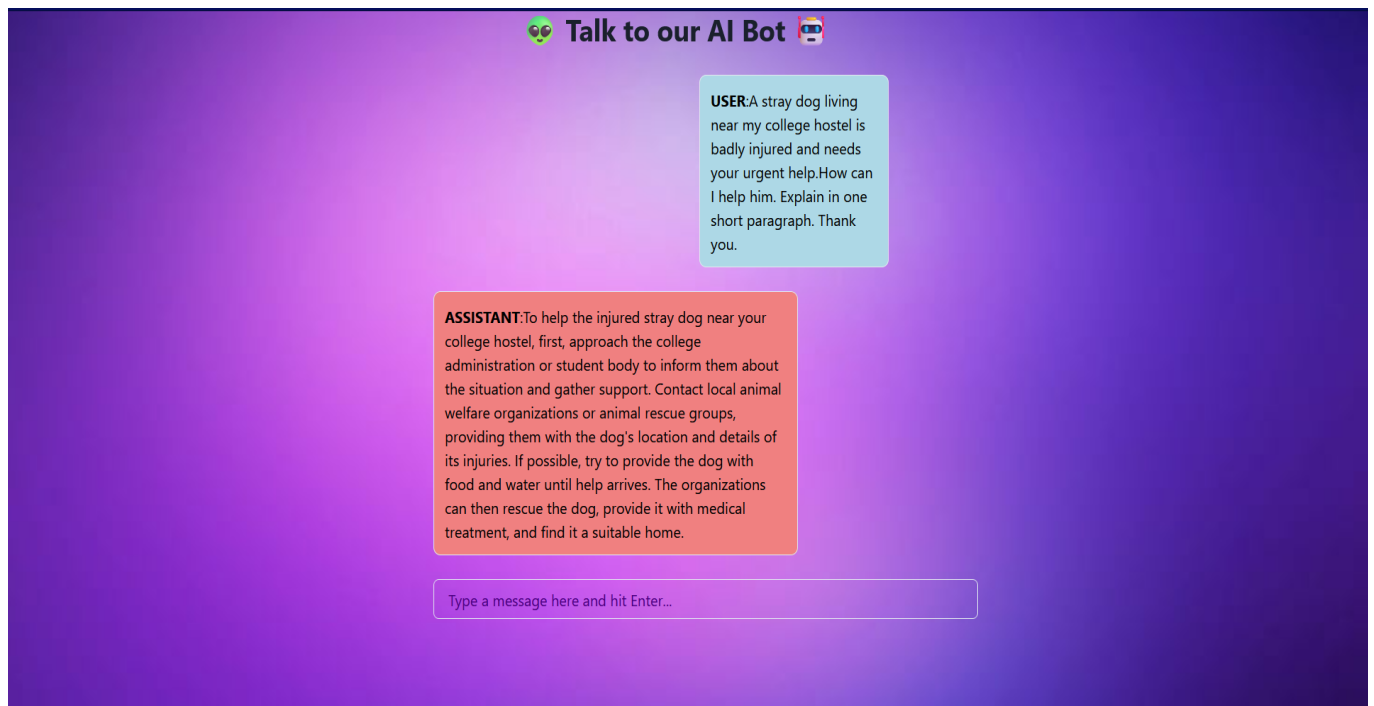 👽 Talk to our AI Bot 🤖
USER:A stray dog living
near my college hostel is
badly injured and needs
your urgent help.How can
I help him. Explain in one
short paragraph. Thank
you.
ASSISTANT:To help the injured stray dog near your
college hostel, first, approach the college
administration or student body to inform them about
the situation and gather support. Contact local animal
welfare organizations or animal rescue groups,
providing them with the dog's location and details of
its injuries. If possible, try to provide the dog with
food and water until help arrives. The organizations
can then rescue the dog, provide it with medical
treatment, and find it a suitable home.
Type a message here and hit Enter...